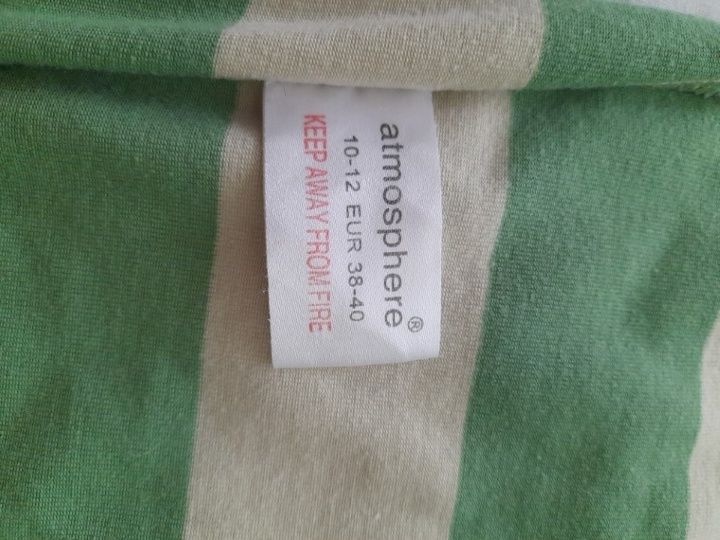 atmosphere®
10-12 EUR 38-40
KEEP AWAY FROM FIRE